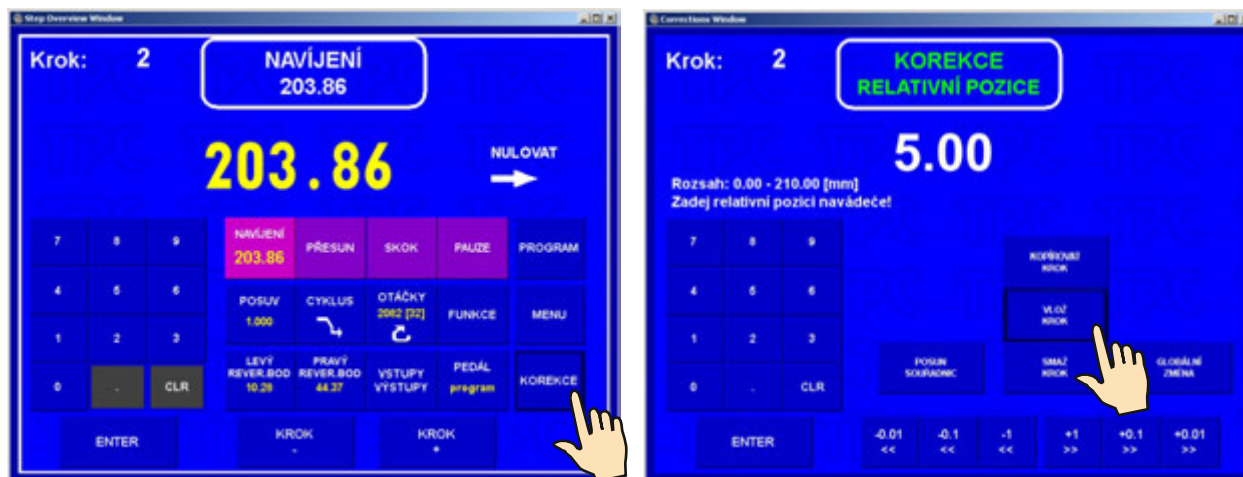 Step Overview Window
Krok: 2
NAVÍJENÍ
203.86
203.86
NULOVAT
7 8 9
4 5 6
1 2 3
0 . CLR
ENTER
NAVÍJENÍ
203.86
PŘESUN
SKOK
PAUZE
PROGRAM
POSUV
1.000
CYKLUS
OTÁČKY
2082 [32]
FUNKCE
MENU
LEVÝ
REVER.BOD
10.28
PRAVÝ
REVER.BOD
44.37
VSTUPY
VÝSTUPY
PEDÁL
program
KOREKCE
KROK
-
KROK
+
Corrections Window
Krok: 2
KOREKCE
RELATIVNÍ POZICE
5.00
Rozsah: 0.00 - 210.00 [mm]
Zadej relativní pozici navádeče!
7 8 9
4 5 6
1 2 3
0 . CLR
ENTER
KOPÍROVAT
KROK
VLOŽ
KROK
POSUN
SOUŘADNIC
SMAŽ
KROK
GLOBÁLNÍ
ZMĚNA
-0.01
<<
-0.1
<<
-1
<<
+1
>>
+0.1
>>
+0.01
>>